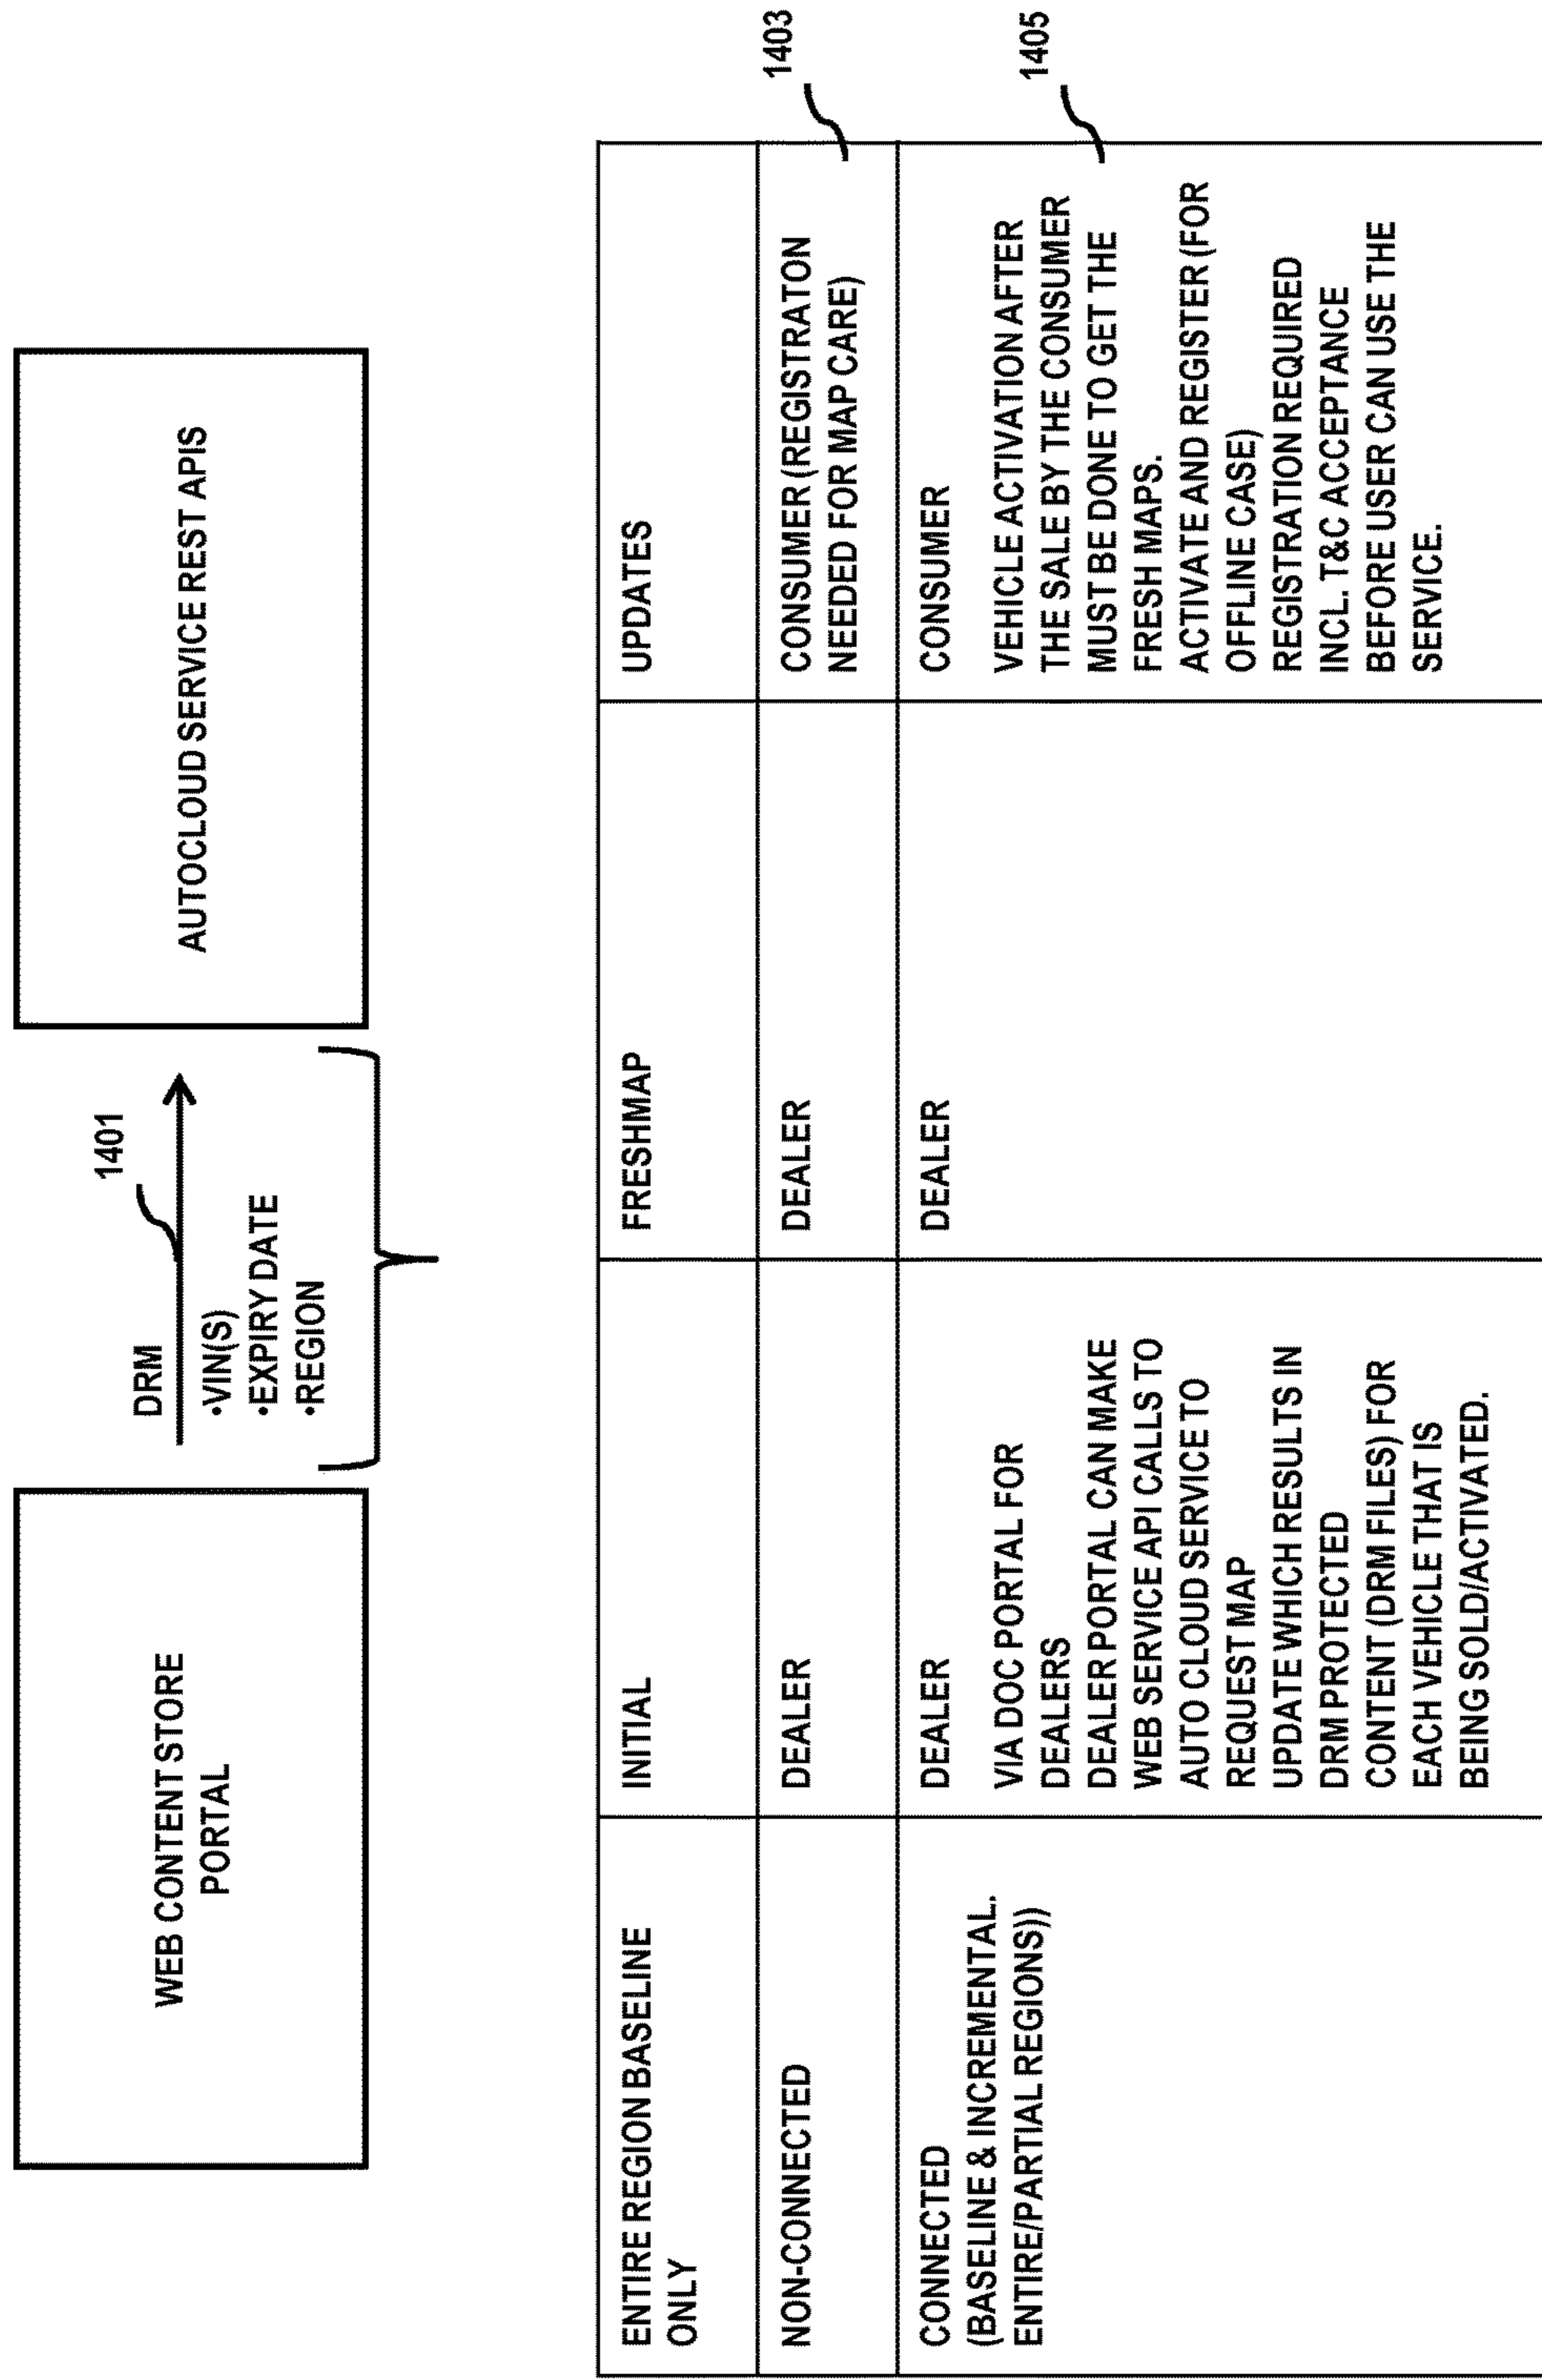 WEB CONTENT STORE
PORTAL
DRM
1401
•VIN(S)
•EXPIRY DATE
•REGION
AUTOCLOUD SERVICE REST APIS
ENTIRE REGION BASELINE
ONLY
INITIAL
FRESHMAP
UPDATES
NON-CONNECTED
DEALER
DEALER
CONSUMER (REGISTRATON
NEEDED FOR MAP CARE)
1403
CONNECTED
(BASELINE & INCREMENTAL.
ENTIRE/PARTIAL REGIONS))
DEALER
VIA DOC PORTAL FOR
DEALERS
DEALER PORTAL CAN MAKE
WEB SERVICE API CALLS TO
AUTO CLOUD SERVICE TO
REQUEST MAP
UPDATE WHICH RESULTS IN
DRM PROTECTED
CONTENT (DRM FILES) FOR
EACH VEHICLE THAT IS
BEING SOLD/ACTIVATED.
DEALER
CONSUMER
VEHICLE ACTIVATION AFTER
THE SALE BY THE CONSUMER
MUST BE DONE TO GET THE
FRESH MAPS.
ACTIVATE AND REGISTER (FOR
OFFLINE CASE)
REGISTRATION REQUIRED
INCL. T&C ACCEPTANCE
BEFORE USER CAN USE THE
SERVICE.
1405